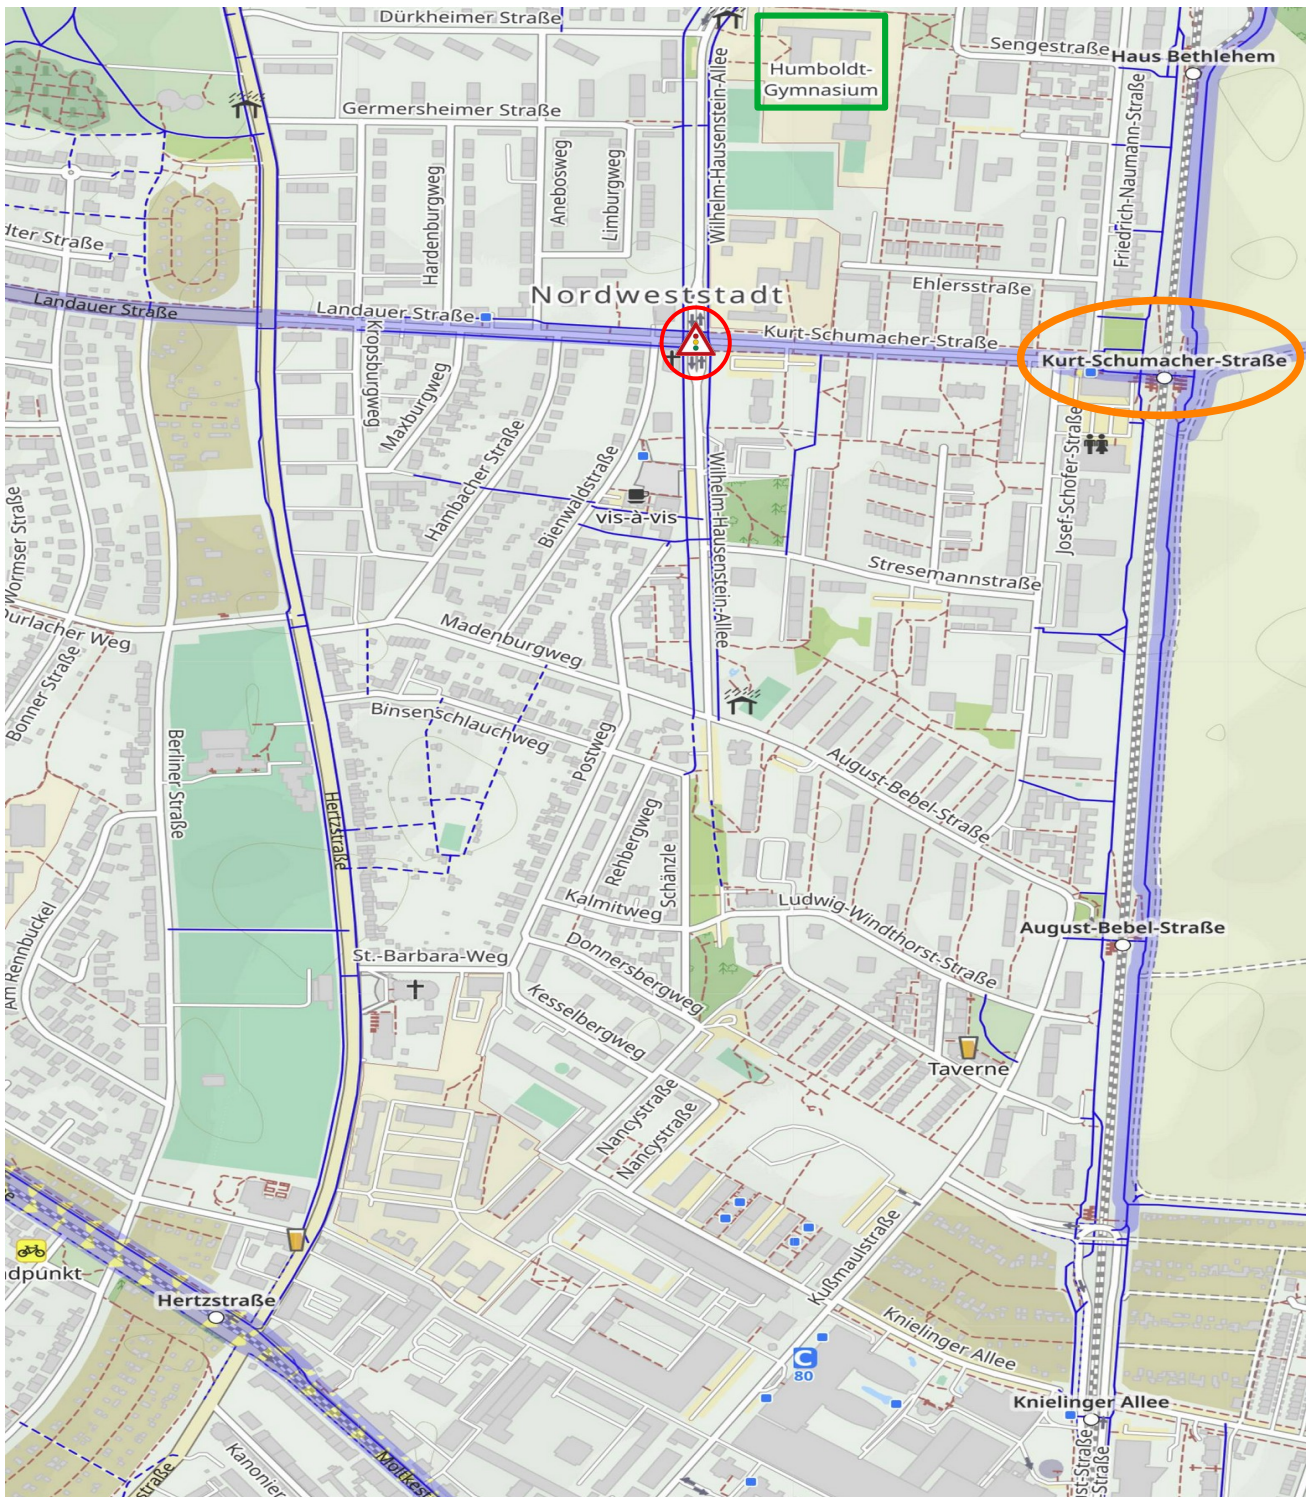 Dürkheimer Straße
Sengestraße
Haus Bethlehem
Humboldt-
Gymnasium
Germersheimer Straße
Wilhelm-Hausenstein-Allee
Friedrich-Naumann-Straße
Anebosweg
Limburgweg
Hardenburgweg
dter Straße
Ehlersstraße
Nordweststadt
Landauer Straße
Landauer Straße
Kurt-Schumacher-Straße
Kurt-Schumacher-Straße
Kropsburgweg
Maxburgweg
Hambacher Straße
Bienwaldstraße
vis-à-vis
Wilhelm-Hausenstein-Allee
Josef-Schofer-Straße
Wormser Straße
Stresemannstraße
urlacher Weg
Madenburgweg
Bonner Straße
Binsenschlauchweg
Postweg
Berliner Straße
August-Bebel-Straße
Hertzstraße
Rehbergweg
Schänzle
Kalmitweg
Ludwig-Windthorst-Straße
August-Bebel-Straße
Am Rennbuckel
St.-Barbara-Weg
Donnersbergweg
Kesselbergweg
Taverne
Nancystraße
Nancystraße
Kußmaulstraße
dpunkt
Hertzstraße
Knielinger Allee
C
80
Knielinger Allee
Moltkest
Kanonier
straße
st-Straße
-Straße